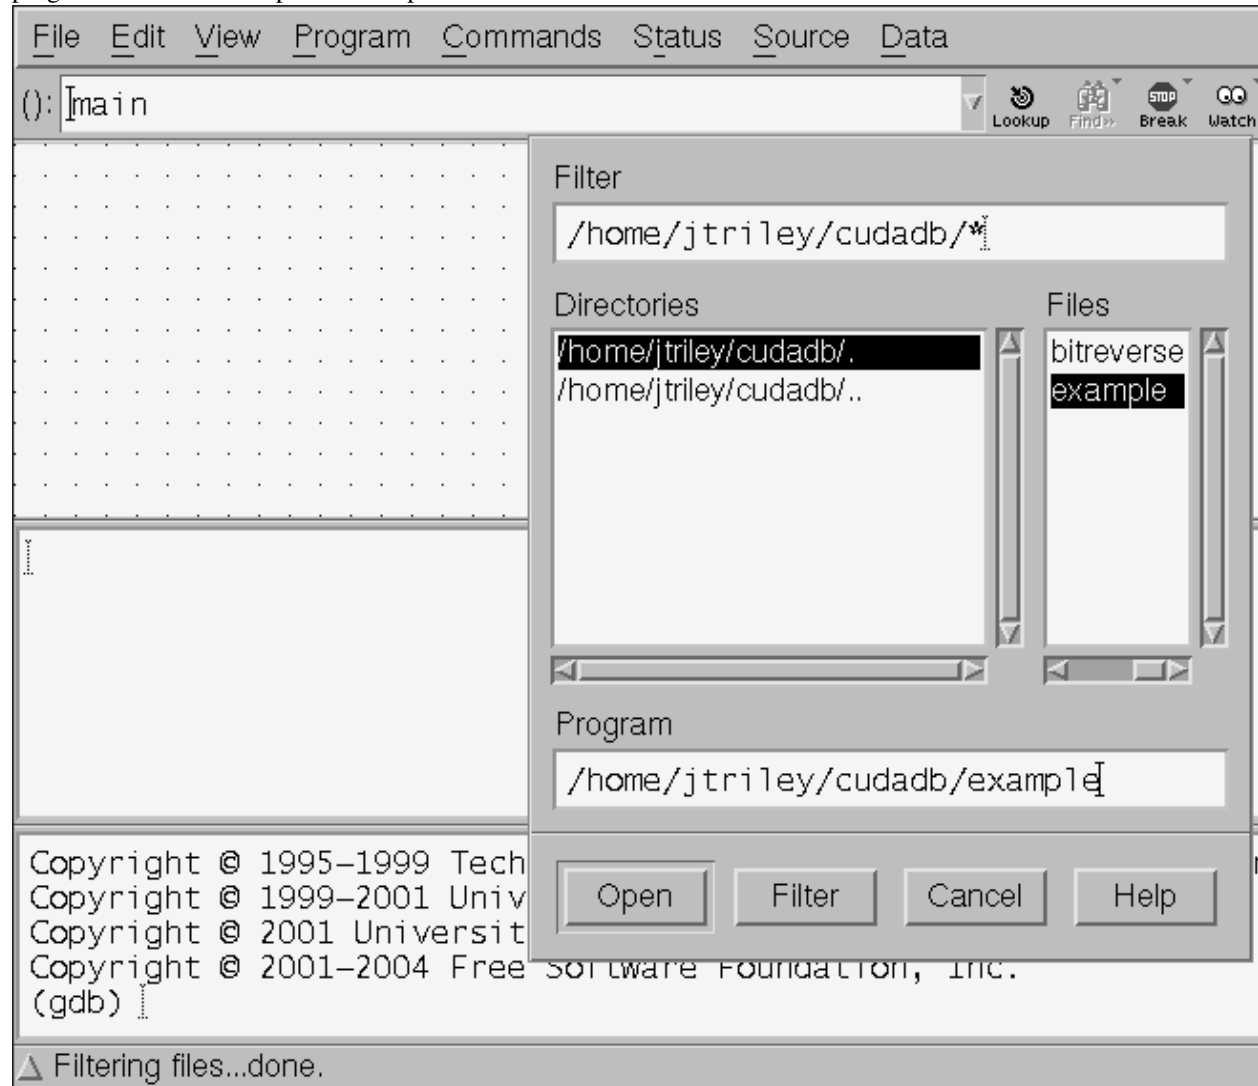 File Edit View Program Commands Status Source Data
(): main
Lookup Find» Break Watch
STOP
Filter
/home/jtriley/cudadb/*
Directories Files
/home/jtriley/cudadb/. bitreverse
/home/jtriley/cudadb/.. example
Program
/home/jtriley/cudadb/example
Open Filter Cancel Help
Copyright © 1995–1999 Tech
Copyright © 1999–2001 Univ
Copyright © 2001 Universit
Copyright © 2001–2004 Free Software Foundation, Inc.
(gdb)
Filtering files...done.